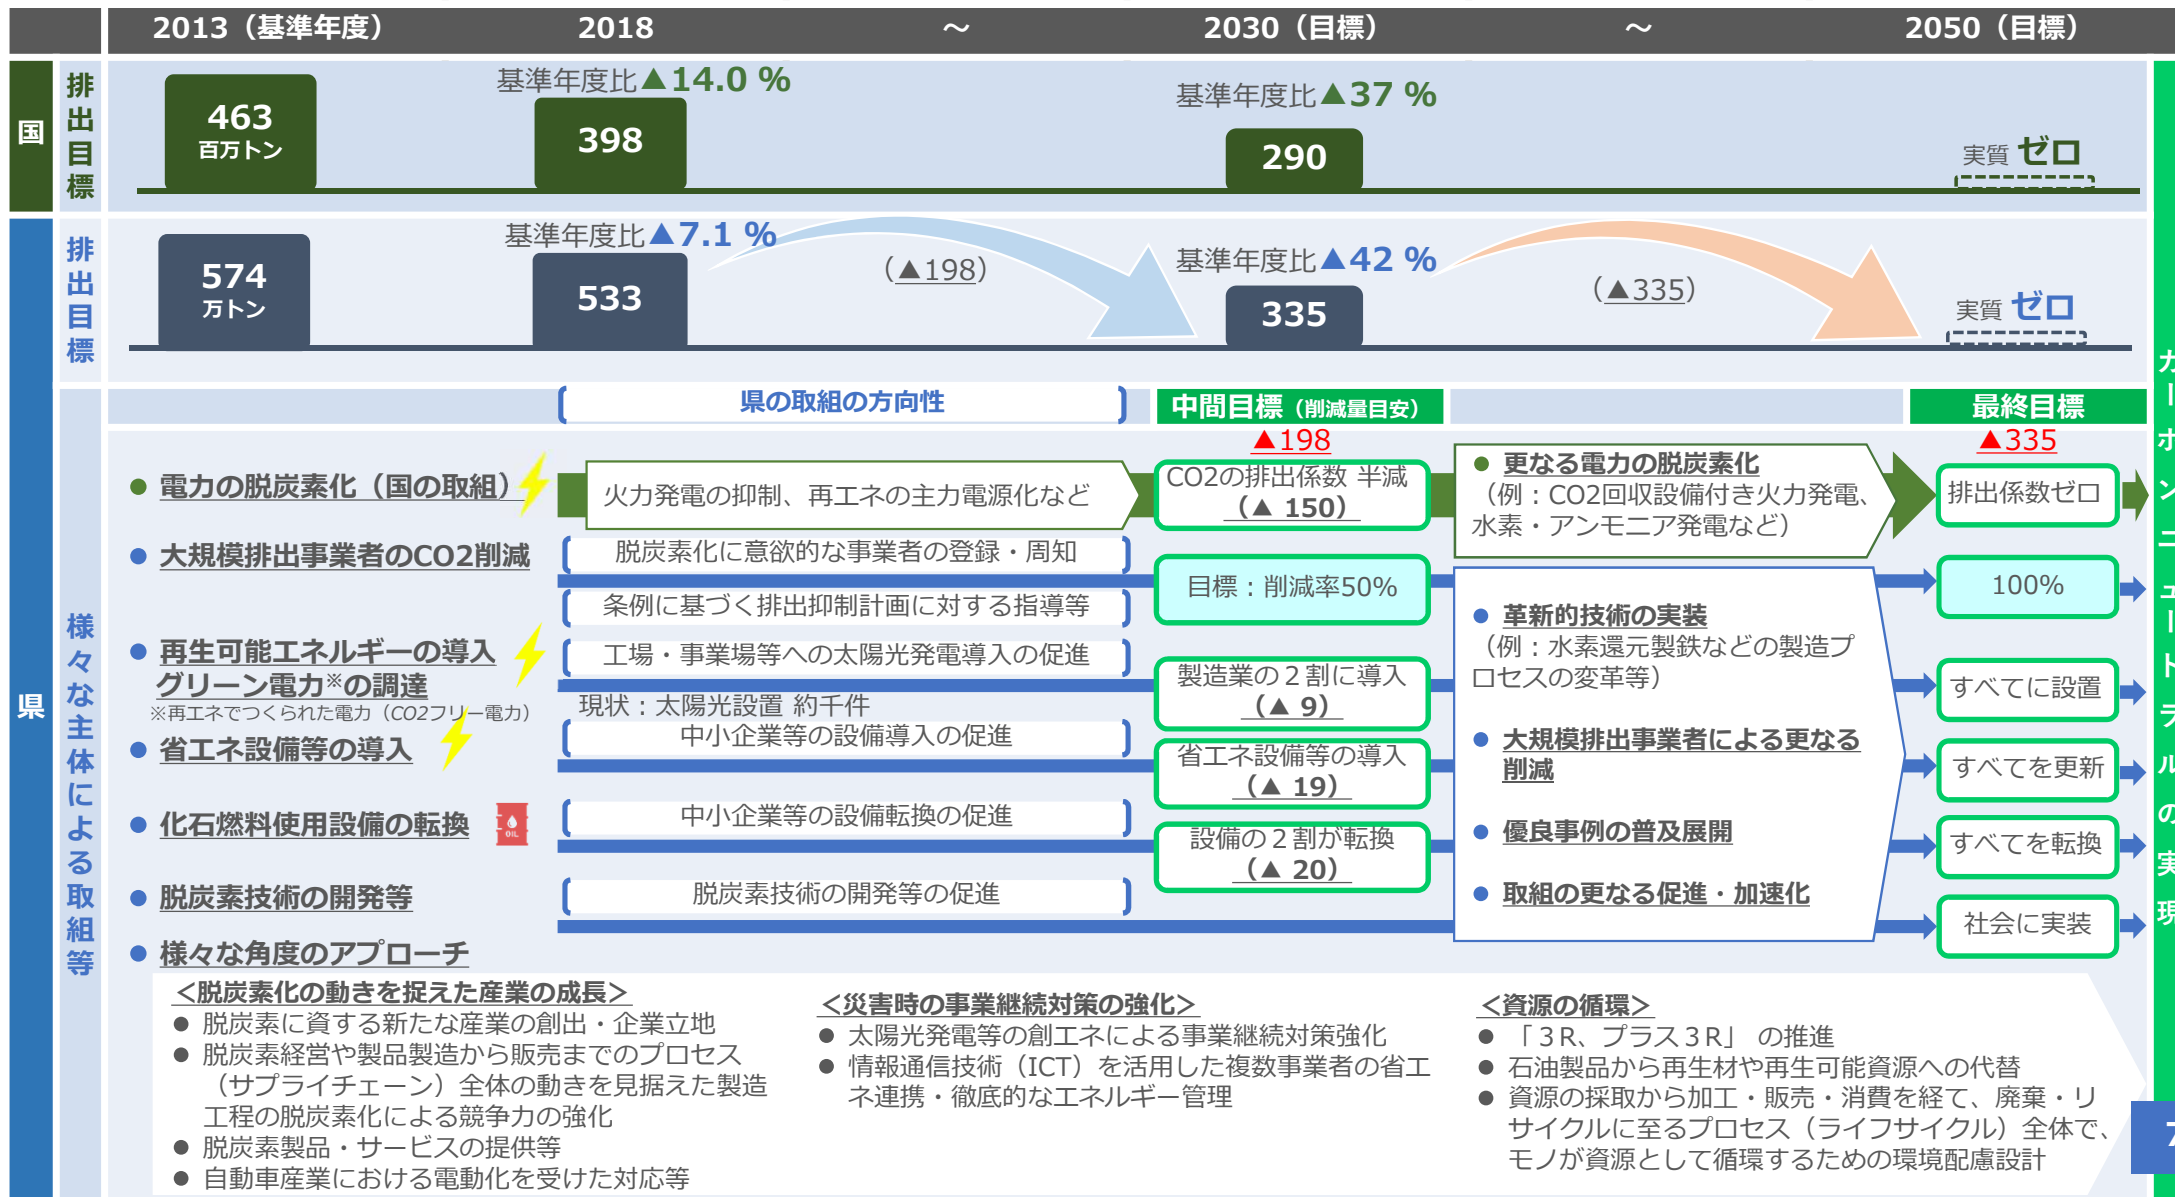 2013（基準年度）
2018
～
2030（目標）
～
2050（目標）
国
排出目標
463
百万トン
基準年度比▲14.0 %
398
基準年度比▲37 %
290
実質 ゼロ
県
排出目標
574
万トン
基準年度比▲7.1 %
533
（▲198）
基準年度比▲42 %
335
（▲335）
実質 ゼロ
様々な主体による取組等
県の取組の方向性
中間目標（削減量目安）
最終目標
▲198
▲335
● 電力の脱炭素化（国の取組）
火力発電の抑制、再エネの主力電源化など
CO2の排出係数 半減
（▲ 150）
● 更なる電力の脱炭素化
（例：CO2回収設備付き火力発電、
水素・アンモニア発電など）
排出係数ゼロ
● 大規模排出事業者のCO2削減
脱炭素化に意欲的な事業者の登録・周知
条例に基づく排出抑制計画に対する指導等
目標：削減率50%
100%
● 再生可能エネルギーの導入
グリーン電力※の調達
※再エネでつくられた電力（CO2フリー電力）
工場・事業場等への太陽光発電導入の促進
現状：太陽光設置 約千件
製造業の２割に導入
（▲ 9）
すべてに設置
● 省エネ設備等の導入
中小企業等の設備導入の促進
省エネ設備等の導入
（▲ 19）
すべてを更新
● 化石燃料使用設備の転換
OIL
中小企業等の設備転換の促進
設備の２割が転換
（▲ 20）
すべてを転換
● 脱炭素技術の開発等
脱炭素技術の開発等の促進
社会に実装
● 革新的技術の実装
（例：水素還元製鉄などの製造プ
ロセスの変革等）
● 大規模排出事業者による更なる
削減
● 優良事例の普及展開
● 取組の更なる促進・加速化
● 様々な角度のアプローチ
＜脱炭素化の動きを捉えた産業の成長＞
● 脱炭素に資する新たな産業の創出・企業立地
● 脱炭素経営や製品製造から販売までのプロセス
（サプライチェーン）全体の動きを見据えた製造
工程の脱炭素化による競争力の強化
● 脱炭素製品・サービスの提供等
● 自動車産業における電動化を受けた対応等
＜災害時の事業継続対策の強化＞
● 太陽光発電等の創エネによる事業継続対策強化
● 情報通信技術（ICT）を活用した複数事業者の省エ
ネ連携・徹底的なエネルギー管理
＜資源の循環＞
● 「３R、プラス３R」 の推進
● 石油製品から再生材や再生可能資源への代替
● 資源の採取から加工・販売・消費を経て、廃棄・リ
サイクルに至るプロセス（ライフサイクル）全体で、
モノが資源として循環するための環境配慮設計
カーボンニュートラルの実現
7